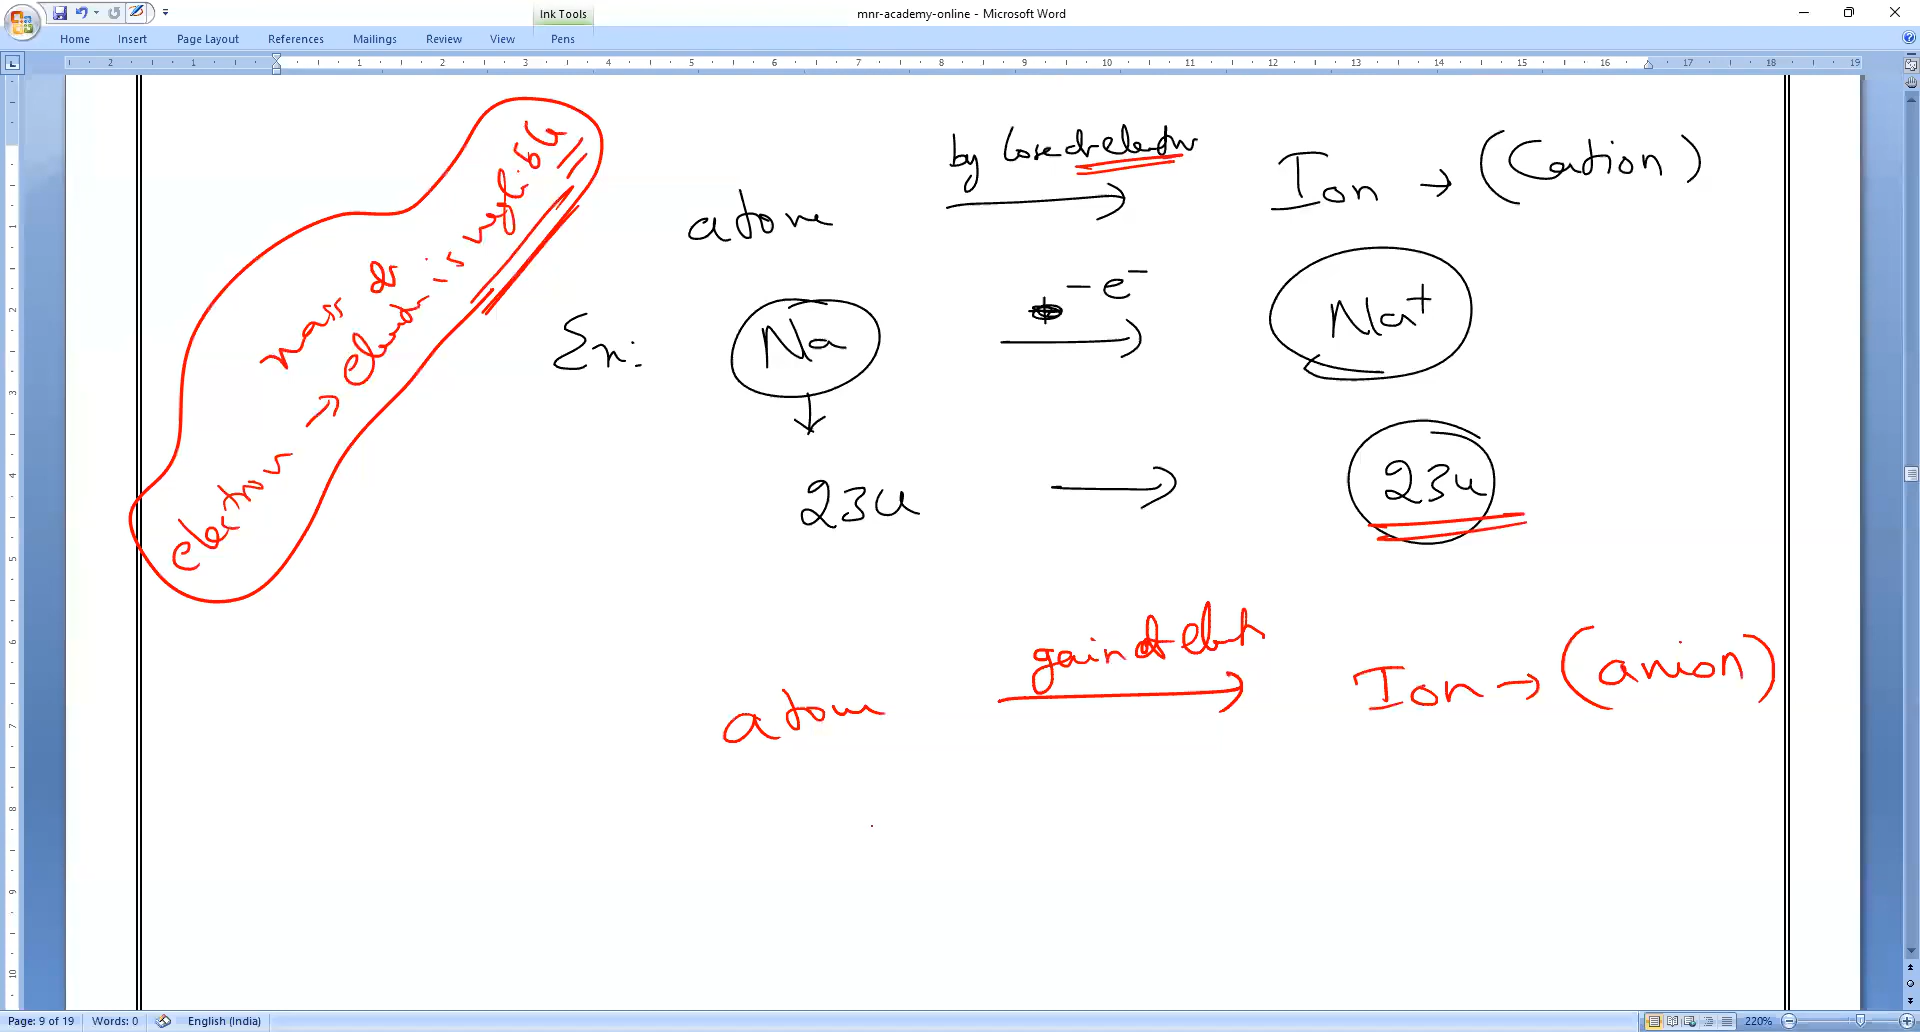 mnr-academy-online - Microsoft Word
Ink Tools
Home Insert Page Layout References Mailings Review View Pens
by lose of electron
atom → Ion → (Cation)
Ex: Na - e⁻ → Na⁺
23u → 23u
mass of
electron → electron is negligible
gain of
atom → Ion → (anion)
Page: 9 of 19 Words: 0 English (India) 220%